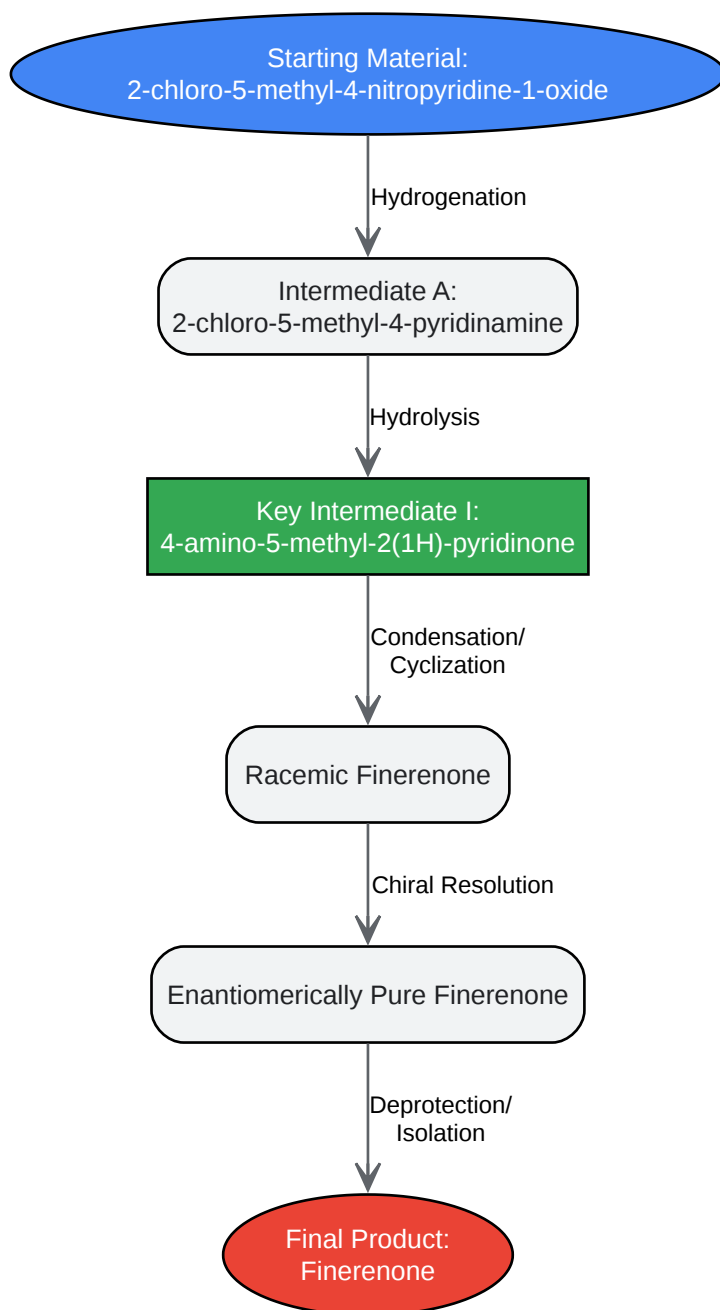 Starting Material:
2-chloro-5-methyl-4-nitropyridine-1-oxide
Hydrogenation
Intermediate A:
2-chloro-5-methyl-4-pyridinamine
Hydrolysis
Key Intermediate I:
4-amino-5-methyl-2(1H)-pyridinone
Condensation/
Cyclization
Racemic Finerenone
Chiral Resolution
Enantiomerically Pure Finerenone
Deprotection/
Isolation
Final Product:
Finerenone